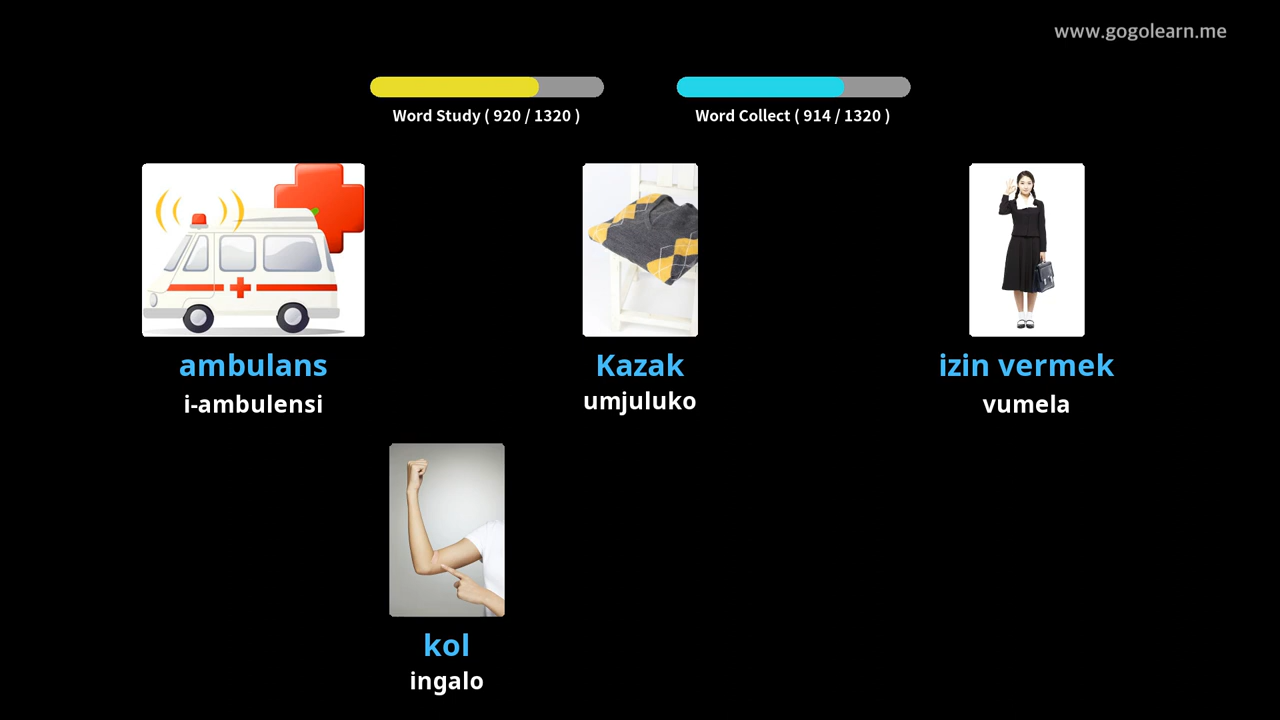 www.gogolearn.me
Word Study ( 920 / 1320 )
Word Collect ( 914 / 1320 )
ambulans
i-ambulensi
Kazak
umjuluko
izin vermek
vumela
kol
ingalo